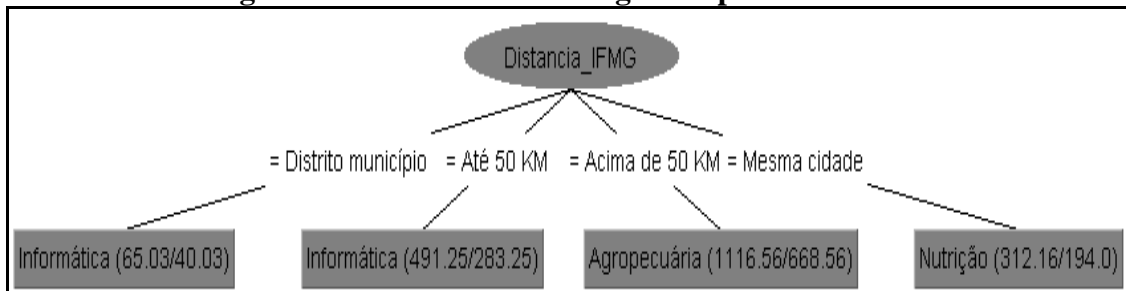 Distancia_IFMG
= Distrito município = Até 50 KM = Acima de 50 KM = Mesma cidade
Informática (65.03/40.03) Informática (491.25/283.25) Agropecuária (1116.56/668.56) Nutrição (312.16/194.0)